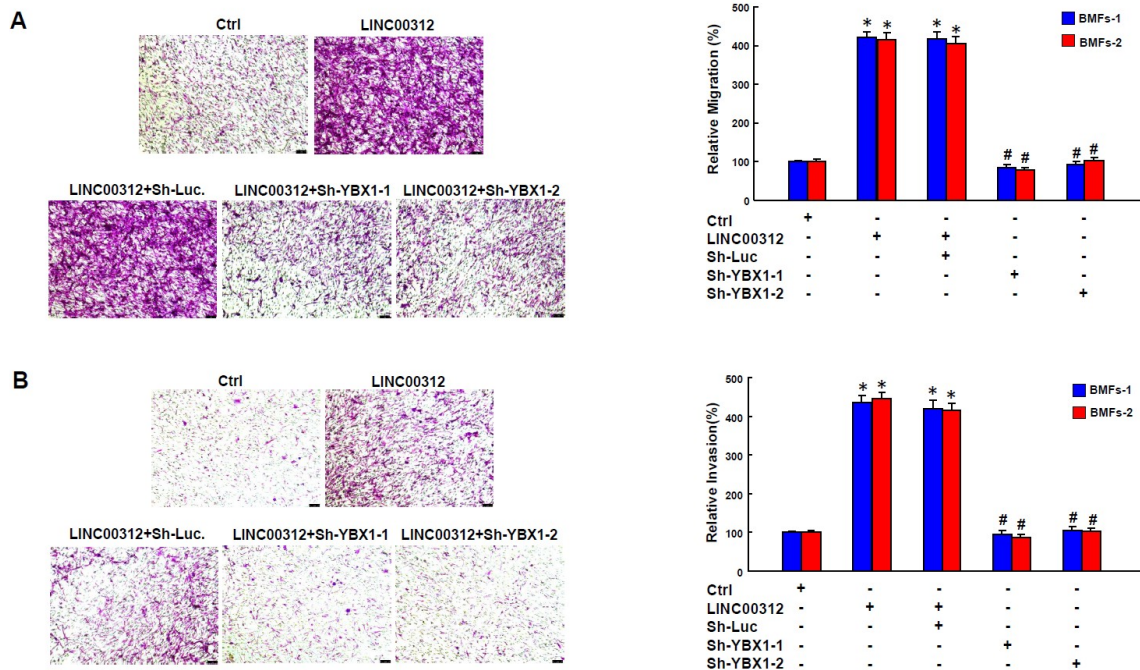 A
Ctrl
LINC00312
LINC00312+Sh-Luc.
LINC00312+Sh-YBX1-1
LINC00312+Sh-YBX1-2
Relative Migration (%)
500
400
300
200
100
0
* * * * # # # #
BMFs-1
BMFs-2
Ctrl + - - - -
LINC00312 - + + - -
Sh-Luc - - + - -
Sh-YBX1-1 - - - + -
Sh-YBX1-2 - - - - +
B
Ctrl
LINC00312
LINC00312+Sh-Luc.
LINC00312+Sh-YBX1-1
LINC00312+Sh-YBX1-2
Relative Invasion(%)
500
400
300
200
100
0
* * * * # # # #
BMFs-1
BMFs-2
Ctrl + - - - -
LINC00312 - + + - -
Sh-Luc - - + - -
Sh-YBX1-1 - - - + -
Sh-YBX1-2 - - - - +